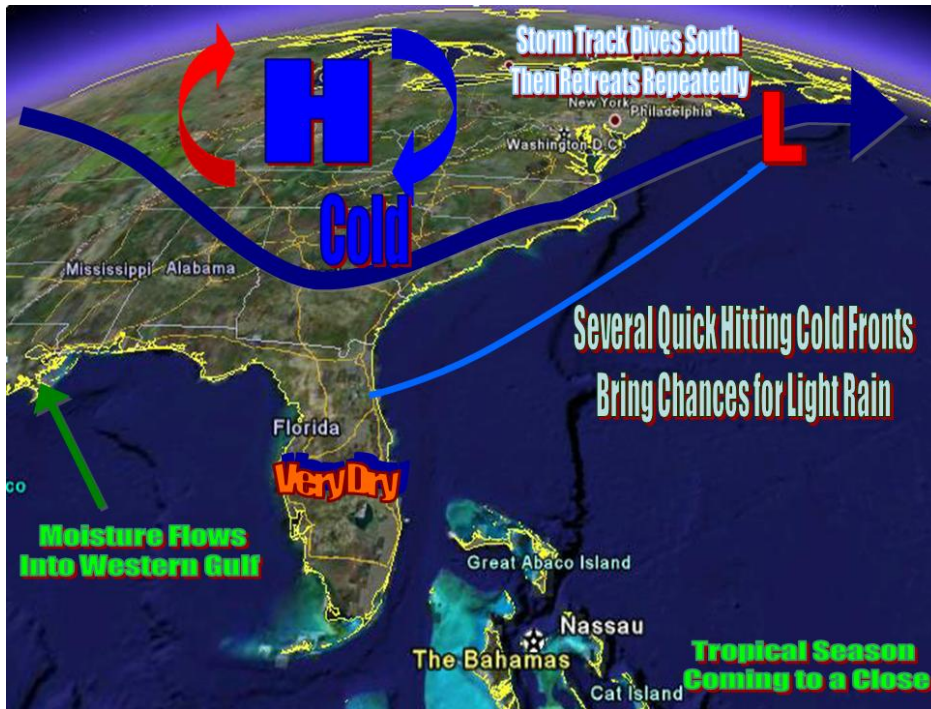 Storm Track Dives South
Then Retreats Repeatedly
H
L
New York
Philadelphia
Washington D.C.
Cold
Mississippi Alabama
Several Quick Hitting Cold Fronts
Bring Chances for Light Rain
Florida
Very Dry
co
Moisture Flows
Into Western Gulf
Great Abaco Island
Nassau
The Bahamas
Cat Island
Tropical Season
Coming to a Close